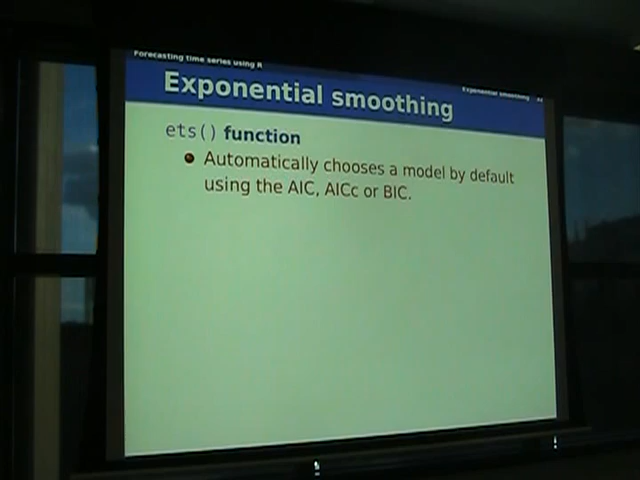 Forecasting time series using R
Exponential smoothing
Exponential smoothing
ets() function
Automatically chooses a model by default
using the AIC, AICc or BIC.